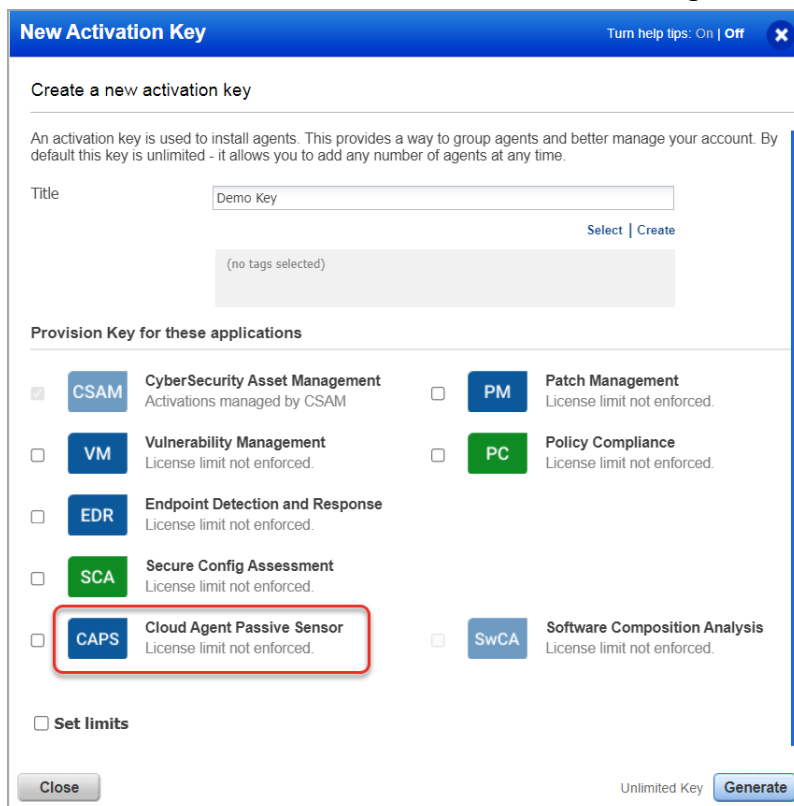 New Activation Key
Turn help tips: On | Off
Create a new activation key
An activation key is used to install agents. This provides a way to group agents and better manage your account. By
default this key is unlimited - it allows you to add any number of agents at any time.
Title
Demo Key
Select | Create
(no tags selected)
Provision Key for these applications
CSAM
CyberSecurity Asset Management
Activations managed by CSAM
PM
Patch Management
License limit not enforced.
VM
Vulnerability Management
License limit not enforced.
PC
Policy Compliance
License limit not enforced.
EDR
Endpoint Detection and Response
License limit not enforced.
SCA
Secure Config Assessment
License limit not enforced.
CAPS
Cloud Agent Passive Sensor
License limit not enforced.
SwCA
Software Composition Analysis
License limit not enforced.
Set limits
Close
Unlimited Key
Generate